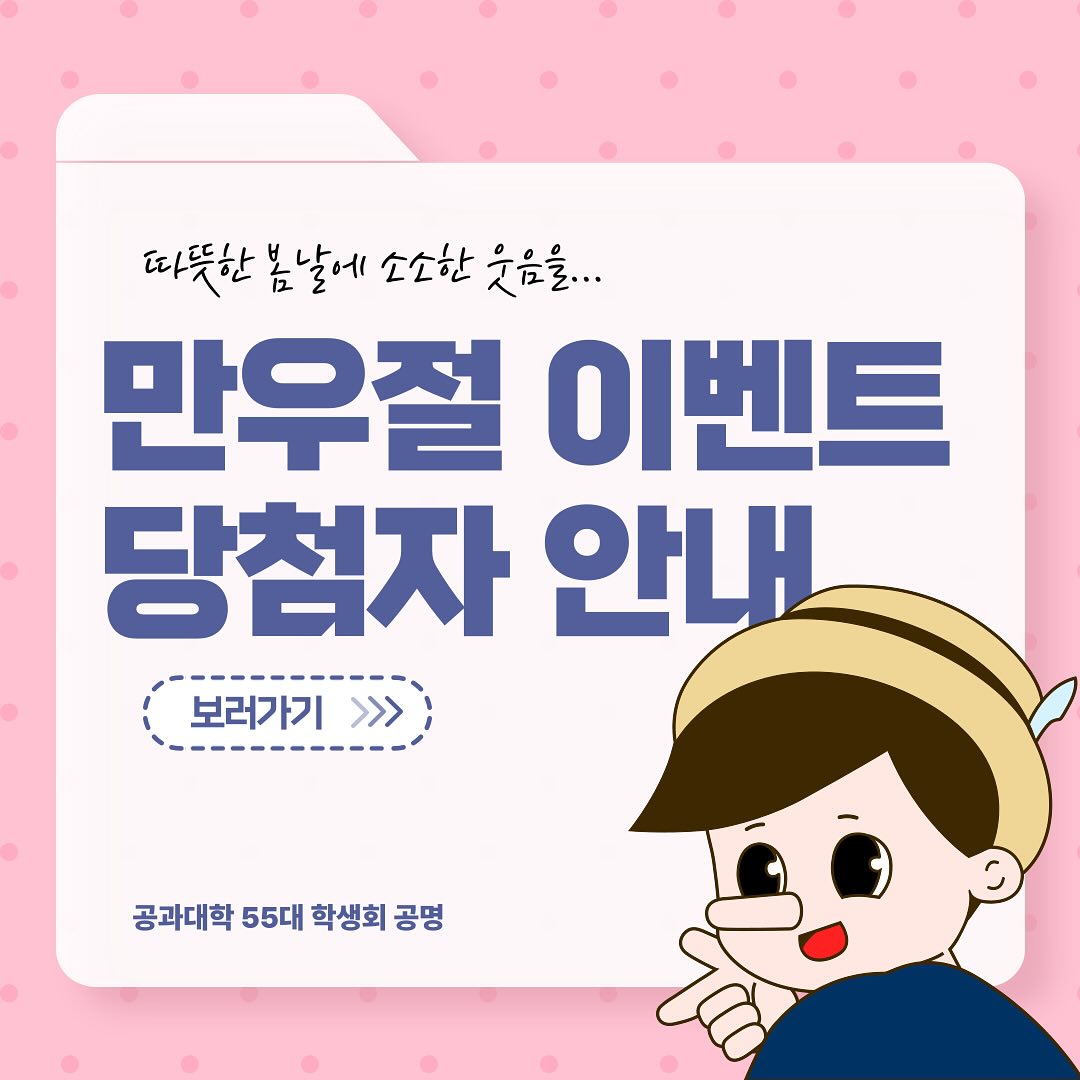 따뜻한 봄날에 소소한 웃음을...
만우절 이벤트
당첨자 안내
보러가기 >>>
공과대학 55대 학생회 공명